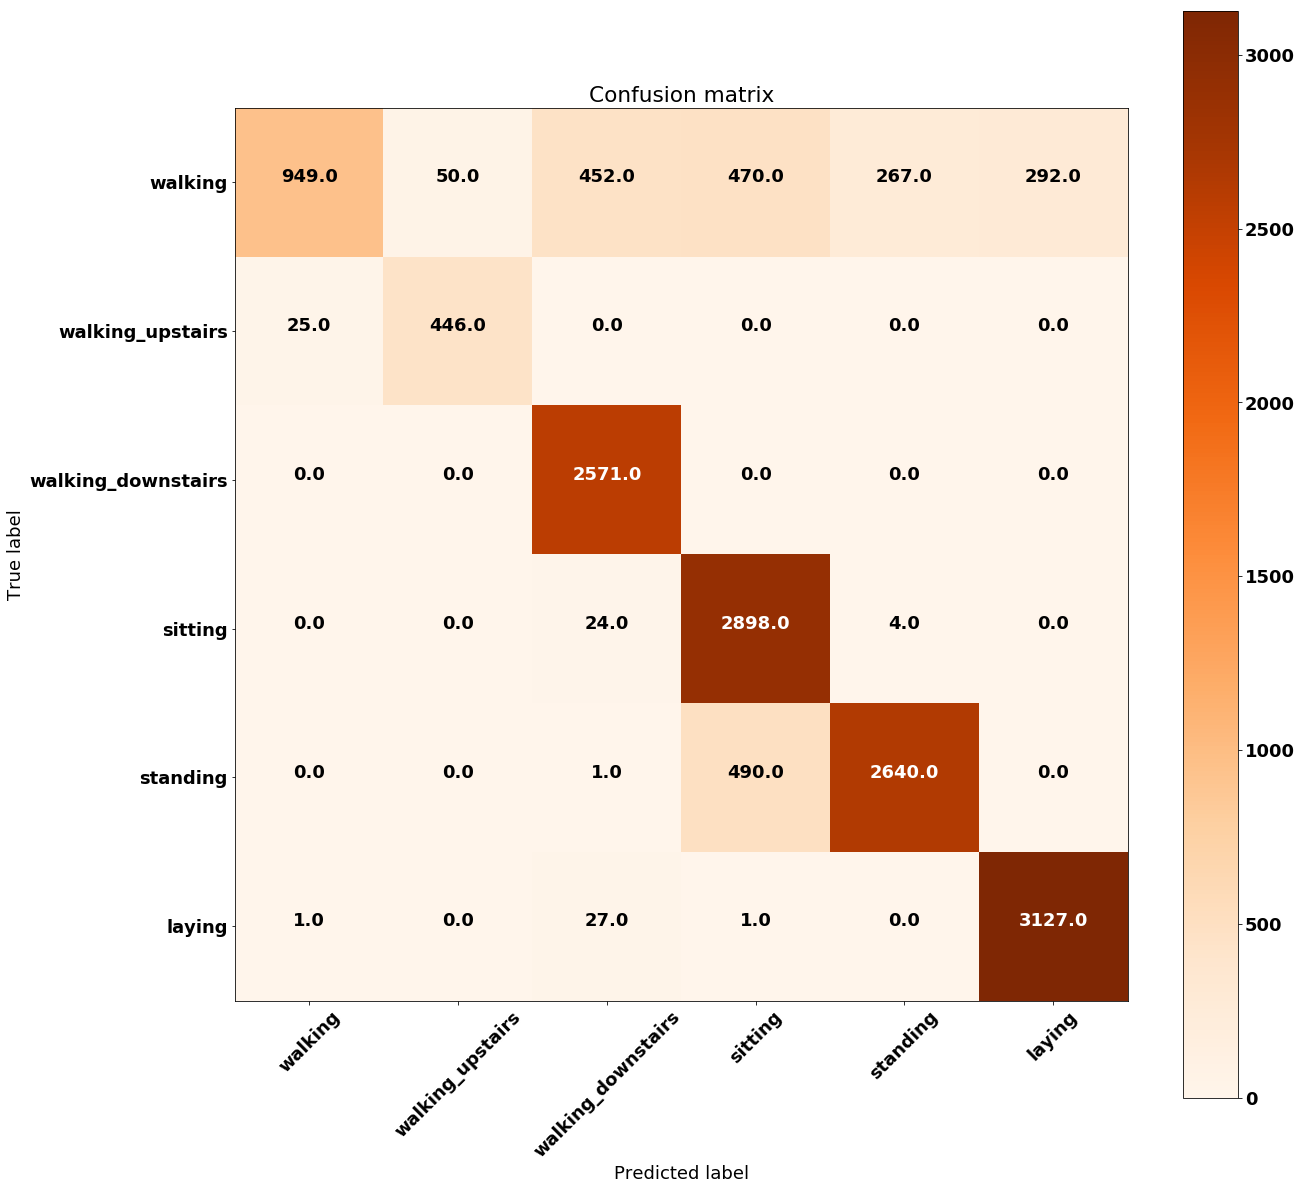 Confusion matrix
walking 949.0 50.0 452.0 470.0 267.0 292.0
walking_upstairs 25.0 446.0 0.0 0.0 0.0 0.0
walking_downstairs 0.0 0.0 2571.0 0.0 0.0 0.0
sitting 0.0 0.0 24.0 2898.0 4.0 0.0
standing 0.0 0.0 1.0 490.0 2640.0 0.0
laying 1.0 0.0 27.0 1.0 0.0 3127.0
True label
walking walking_upstairs walking_downstairs sitting standing laying
Predicted label
3000
2500
2000
1500
1000
500
0